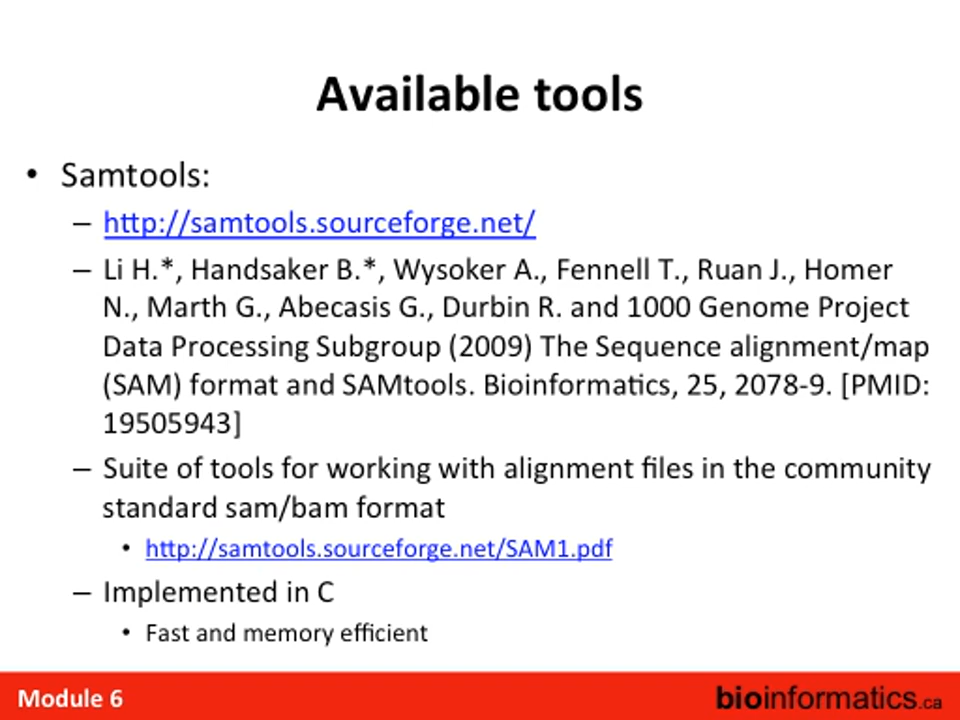 Available tools
• Samtools:
– http://samtools.sourceforge.net/
– Li H.*, Handsaker B.*, Wysoker A., Fennell T., Ruan J., Homer
N., Marth G., Abecasis G., Durbin R. and 1000 Genome Project
Data Processing Subgroup (2009) The Sequence alignment/map
(SAM) format and SAMtools. Bioinformatics, 25, 2078-9. [PMID:
19505943]
– Suite of tools for working with alignment files in the community
standard sam/bam format
• http://samtools.sourceforge.net/SAM1.pdf
– Implemented in C
• Fast and memory efficient
Module 6
bioinformatics.ca